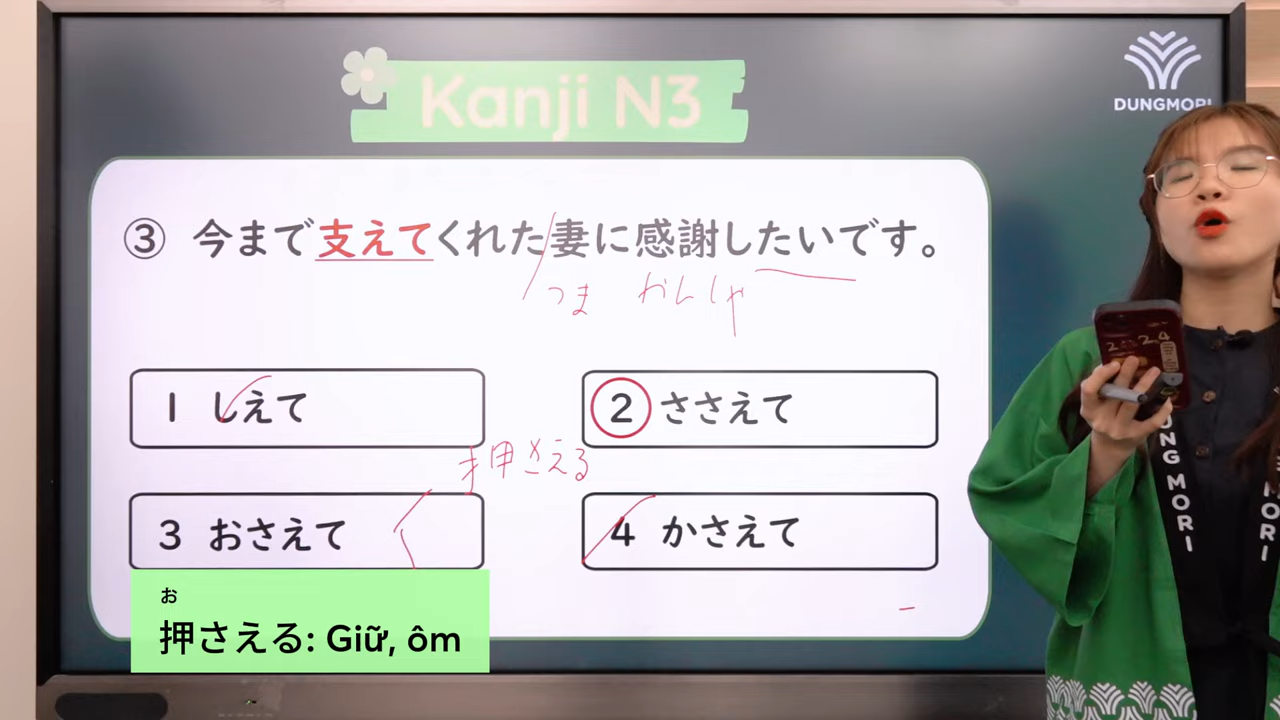 Kanji N3
DUNGMORI
③ 今まで支えてくれた妻に感謝したいです。
つま かんしゃ
1 しえて
2 ささえて
押さえる
3 おさえて
4 かさえて
お
押さえる: Giữ, ôm
UNG MORI
MORI